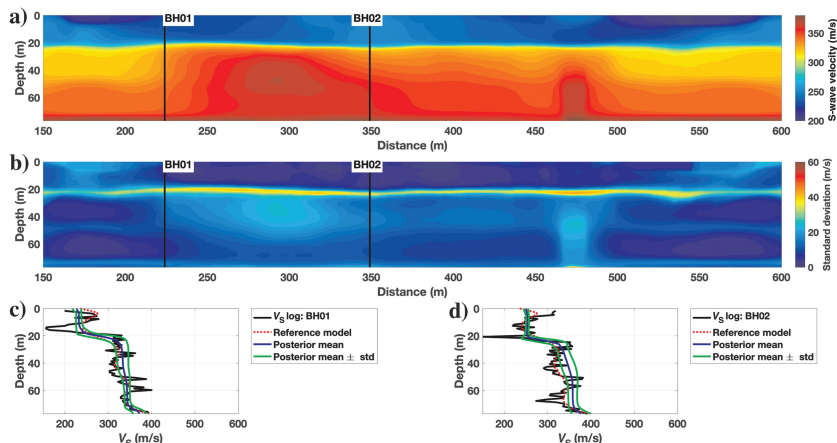 a)
BH01
BH02
Depth (m)
0
20
40
60
150
200
250
300
350
400
450
500
550
600
Distance (m)
350
300
250
200
S-wave velocity (m/s)
b)
BH01
BH02
Depth (m)
0
20
40
60
150
200
250
300
350
400
450
500
550
600
Distance (m)
60
40
20
0
Standard deviation (m/s)
c)
Depth (m)
0
20
40
60
200
300
400
500
600
VS (m/s)
VS log: BH01
Reference model
Posterior mean
Posterior mean ± std
d)
Depth (m)
0
20
40
60
200
300
400
500
600
VS (m/s)
VS log: BH02
Reference model
Posterior mean
Posterior mean ± std